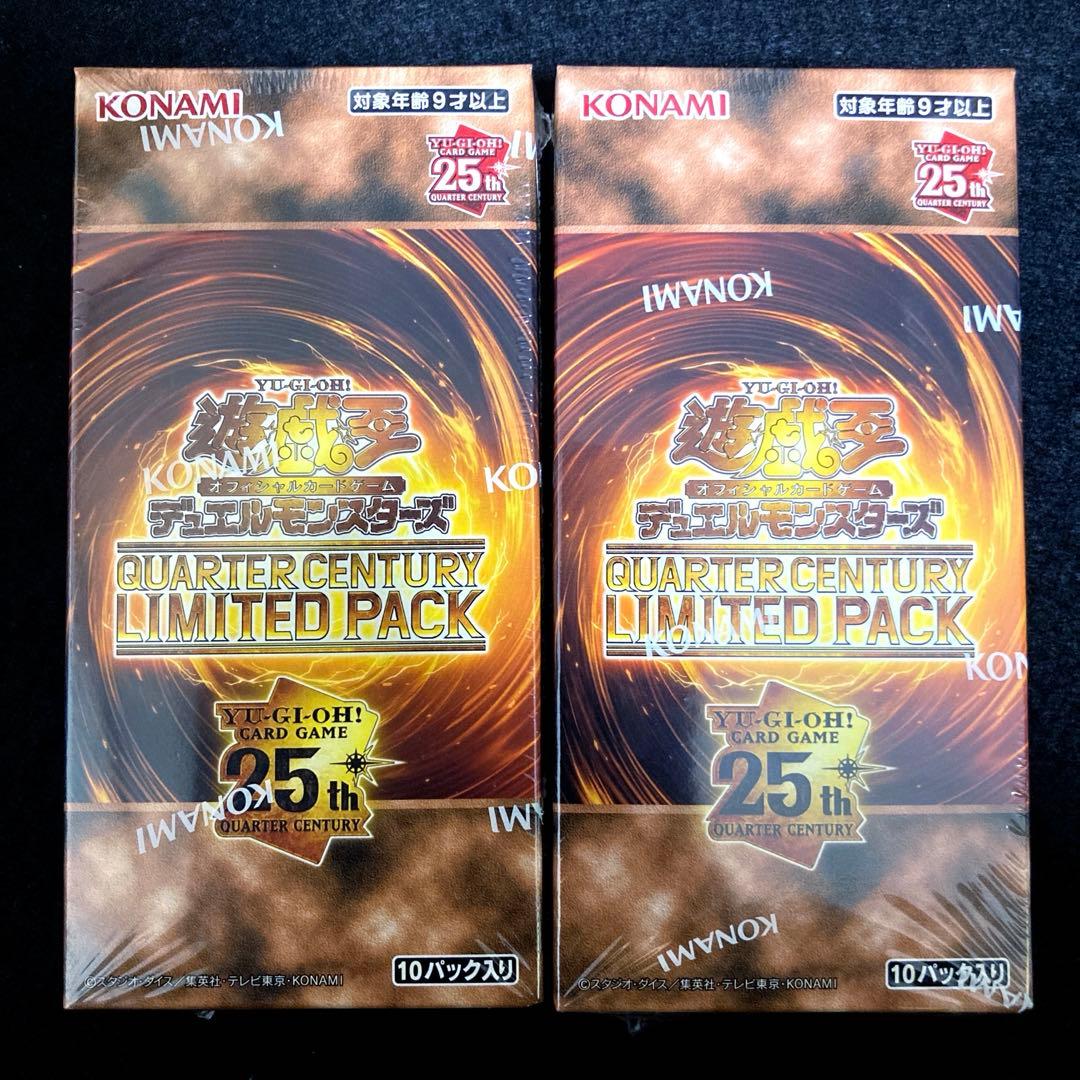 KONAMI
対象年齢9才以上
KONAMI
YU-GI-OH!
CARD GAME
25th
QUARTER CENTURY
YU-GI-OH!
遊戯王
KONAMI
KO
オフィシャルカードゲーム
デュエルモンスターズ
QUARTER CENTURY
LIMITED PACK
YU-GI-OH!
CARD GAME
25th
KONAMI
QUARTER CENTURY
10パック入り
©スタジオ・ダイス/集英社・テレビ東京・KONAMI
KONAMI
対象年齢9才以上
YU-GI-OH!
CARD GAME
25th
QUARTER CENTURY
KONAMI
YU-GI-OH!
遊戯王
オフィシャルカードゲーム
デュエルモンスターズ
QUARTER CENTURY
LIMITED PACK
KONAMI
KON
YU-GI-OH!
CARD GAME
25th
QUARTER CENTURY
KONAMI
10パック入り
©スタジオ・ダイス/集英社・テレビ東京・KONAMI